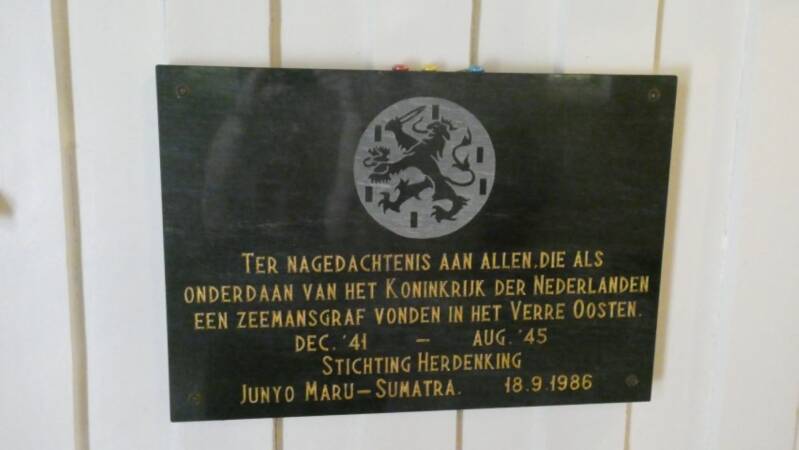 TER NAGEDACHTENIS AAN ALLEN, DIE ALS
ONDERDAAN VAN HET KONINKRIJK DER NEDERLANDEN
EEN ZEEMANSGRAF VONDEN IN HET VERRE OOSTEN.
DEC. '41 – AUG. '45
STICHTING HERDENKING
JUNYO MARU – SUMATRA. 18.9.1986